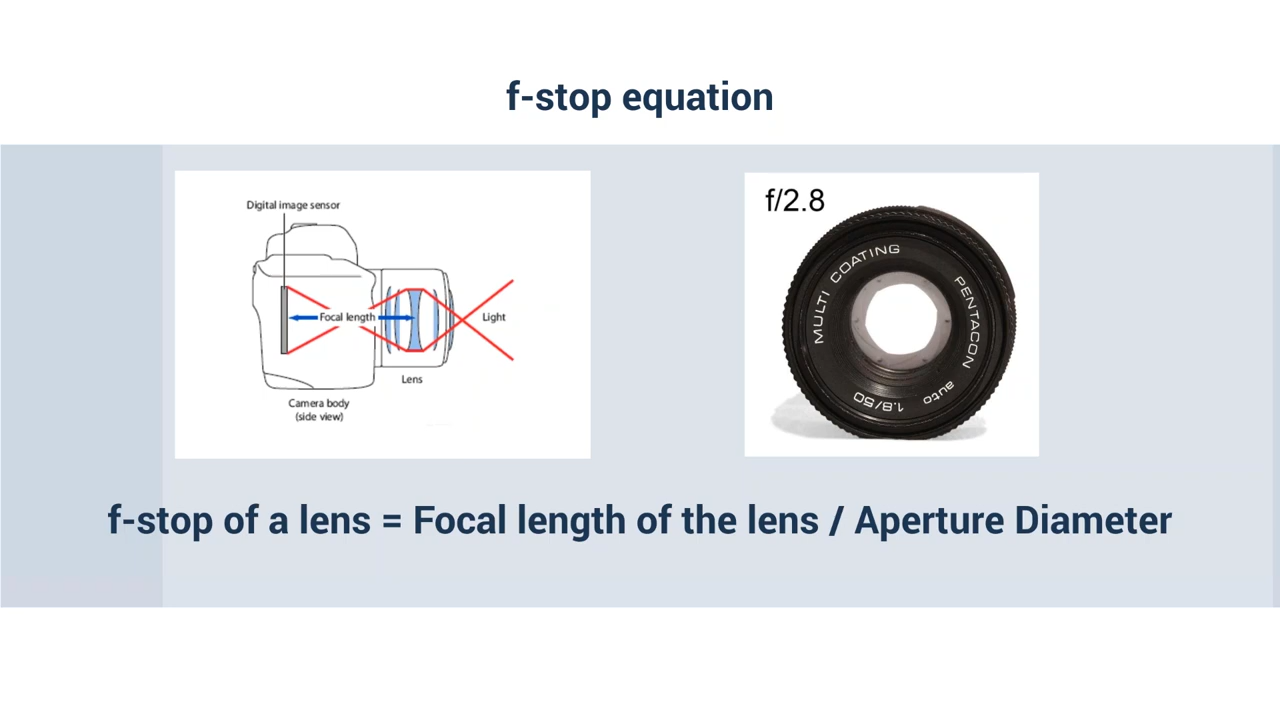 f-stop equation
Digital image sensor
Focal length
Light
Lens
Camera body
(side view)
f/2.8
MULTI COATING
PENTACON auto 1.8/50
f-stop of a lens = Focal length of the lens / Aperture Diameter